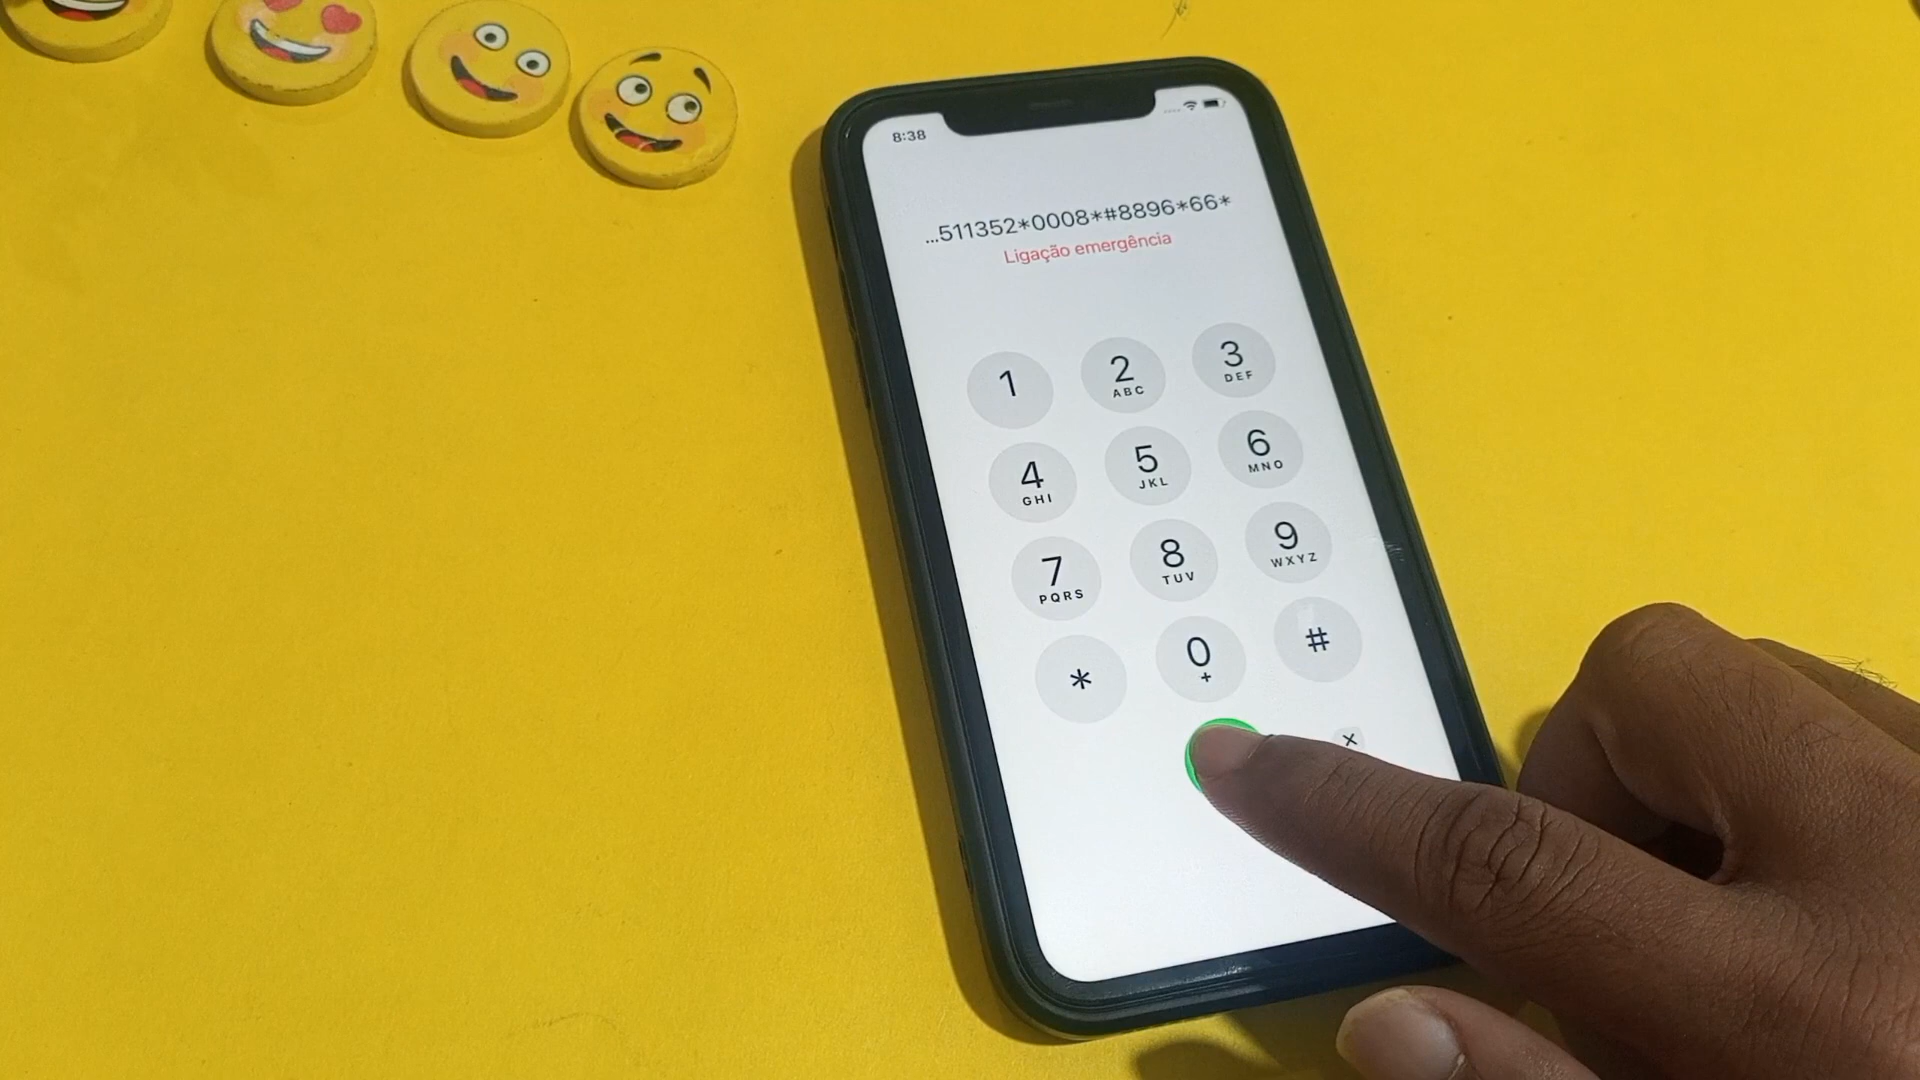 8:38
...511352*0008*#8896*66*
Ligação emergência
1
2
ABC
3
DEF
4
GHI
5
JKL
6
MNO
7
PQRS
8
TUV
9
WXYZ
*
0
+
#